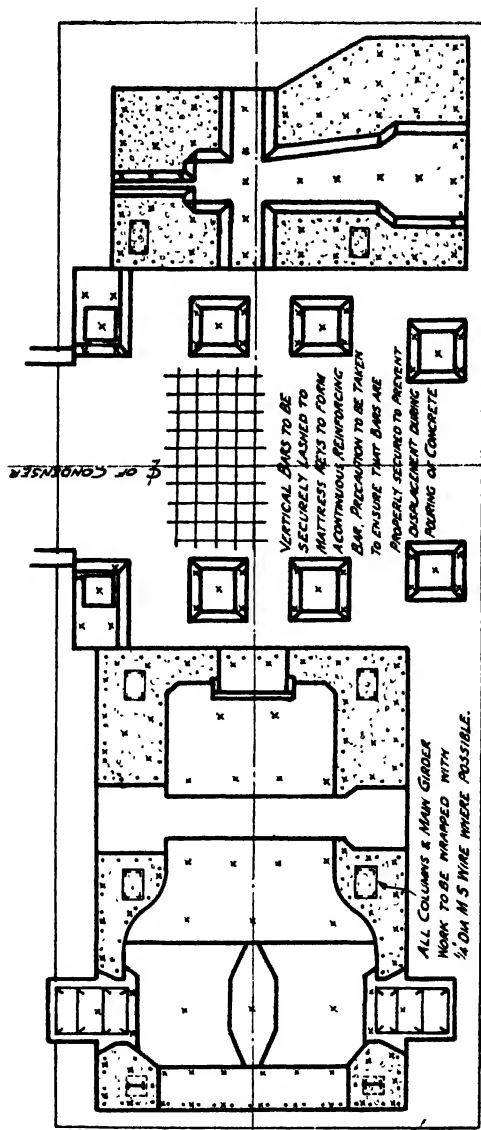 ℄ OF CONDENSER
VERTICAL BARS TO BE
SECURELY LASHED TO
MATTRESS KEYS TO FORM
A CONTINUOUS REINFORCING
BAR. PRECAUTION TO BE TAKEN
TO ENSURE THAT BARS ARE
PROPERLY SECURED TO PREVENT
DISPLACEMENT DURING
POURING OF CONCRETE
ALL COLUMNS & MAIN GIRDER
WORK TO BE WRAPPED WITH
¼" DIA M S WIRE WHERE POSSIBLE.